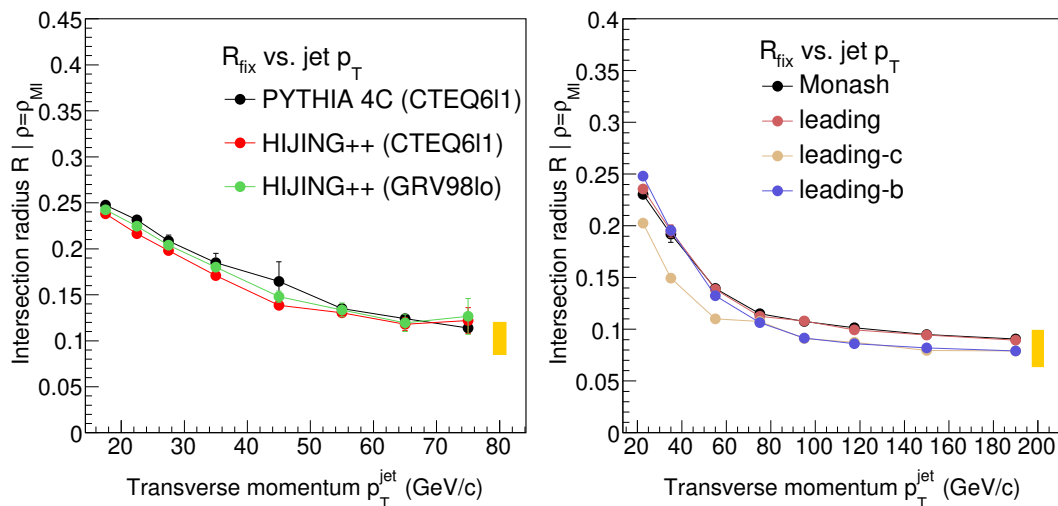 0.45
0.4
0.35
0.3
0.25
0.2
0.15
0.1
0.05
0
20 30 40 50 60 70 80
Intersection radius R | ρ=ρ_MI
Transverse momentum p_T^jet (GeV/c)
R_fix vs. jet p_T
PYTHIA 4C (CTEQ6l1)
HIJING++ (CTEQ6l1)
HIJING++ (GRV98lo)
0.4
0.35
0.3
0.25
0.2
0.15
0.1
0.05
0
20 40 60 80 100 120 140 160 180 200
Intersection radius R | ρ=ρ_MI
Transverse momentum p_T^jet (GeV/c)
R_fix vs. jet p_T
Monash
leading
leading-c
leading-b